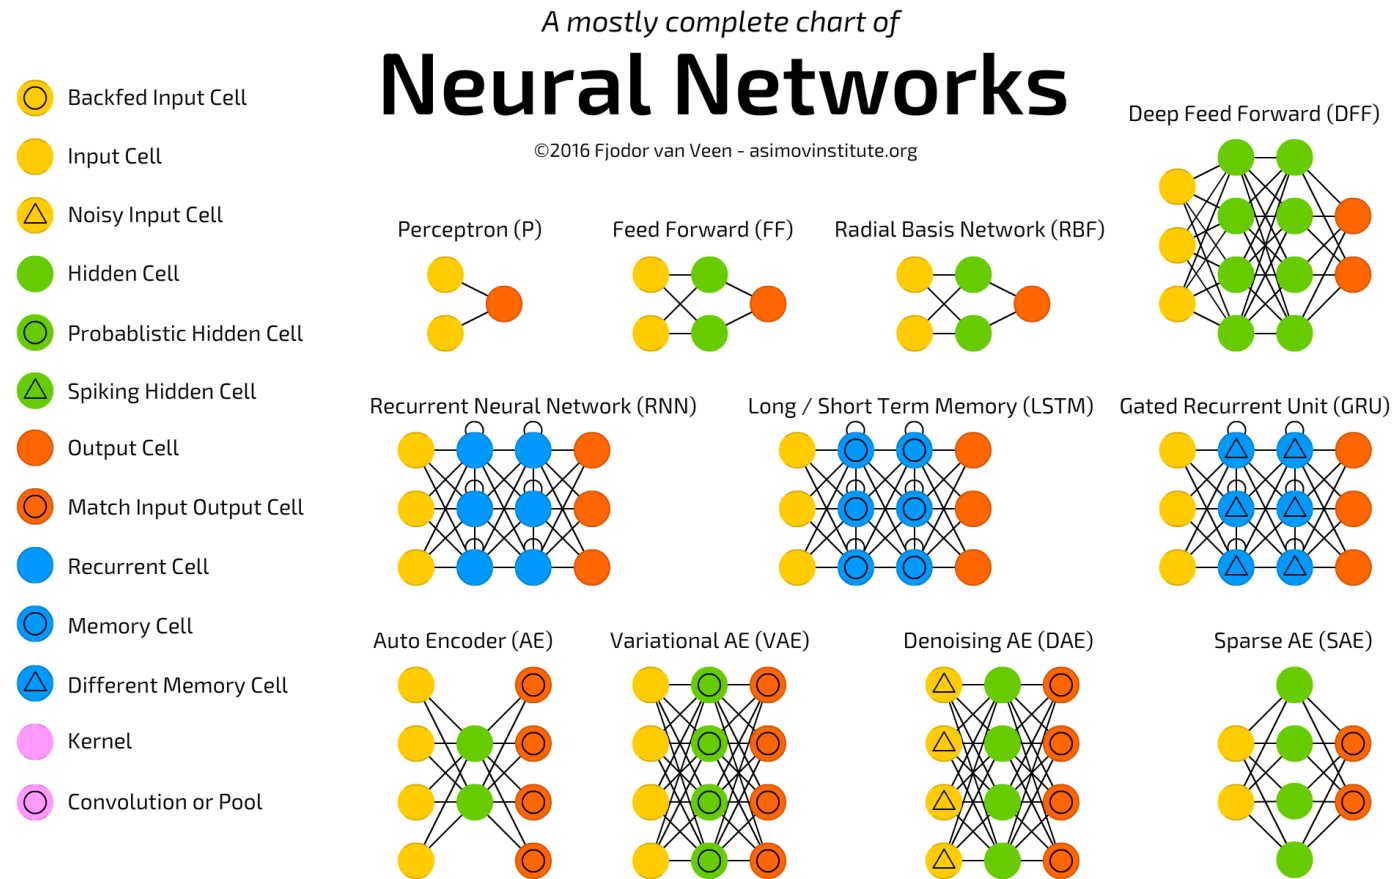 A mostly complete chart of
Neural Networks
©2016 Fjodor van Veen - asimovinstitute.org
Backfed Input Cell
Input Cell
Noisy Input Cell
Hidden Cell
Probablistic Hidden Cell
Spiking Hidden Cell
Output Cell
Match Input Output Cell
Recurrent Cell
Memory Cell
Different Memory Cell
Kernel
Convolution or Pool
Deep Feed Forward (DFF)
Perceptron (P)
Feed Forward (FF)
Radial Basis Network (RBF)
Recurrent Neural Network (RNN)
Long / Short Term Memory (LSTM)
Gated Recurrent Unit (GRU)
Auto Encoder (AE)
Variational AE (VAE)
Denoising AE (DAE)
Sparse AE (SAE)